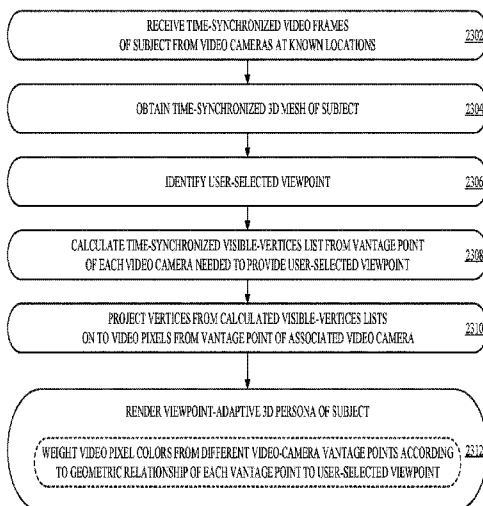 RECEIVE TIME-SYNCHRONIZED VIDEO FRAMES
OF SUBJECT FROM VIDEO CAMERAS AT KNOWN LOCATIONS
2302
OBTAIN TIME-SYNCHRONIZED 3D MESH OF SUBJECT
2304
IDENTIFY USER-SELECTED VIEWPOINT
2306
CALCULATE TIME-SYNCHRONIZED VISIBLE-VERTICES LIST FROM VANTAGE POINT
OF EACH VIDEO CAMERA NEEDED TO PROVIDE USER-SELECTED VIEWPOINT
2308
PROJECT VERTICES FROM CALCULATED VISIBLE-VERTICES LISTS
ON TO VIDEO PIXELS FROM VANTAGE POINT OF ASSOCIATED VIDEO CAMERA
2310
RENDER VIEWPOINT-ADAPTIVE 3D PERSONA OF SUBJECT
WEIGHT VIDEO PIXEL COLORS FROM DIFFERENT VIDEO-CAMERA VANTAGE POINTS ACCORDING
TO GEOMETRIC RELATIONSHIP OF EACH VANTAGE POINT TO USER-SELECTED VIEWPOINT
2312